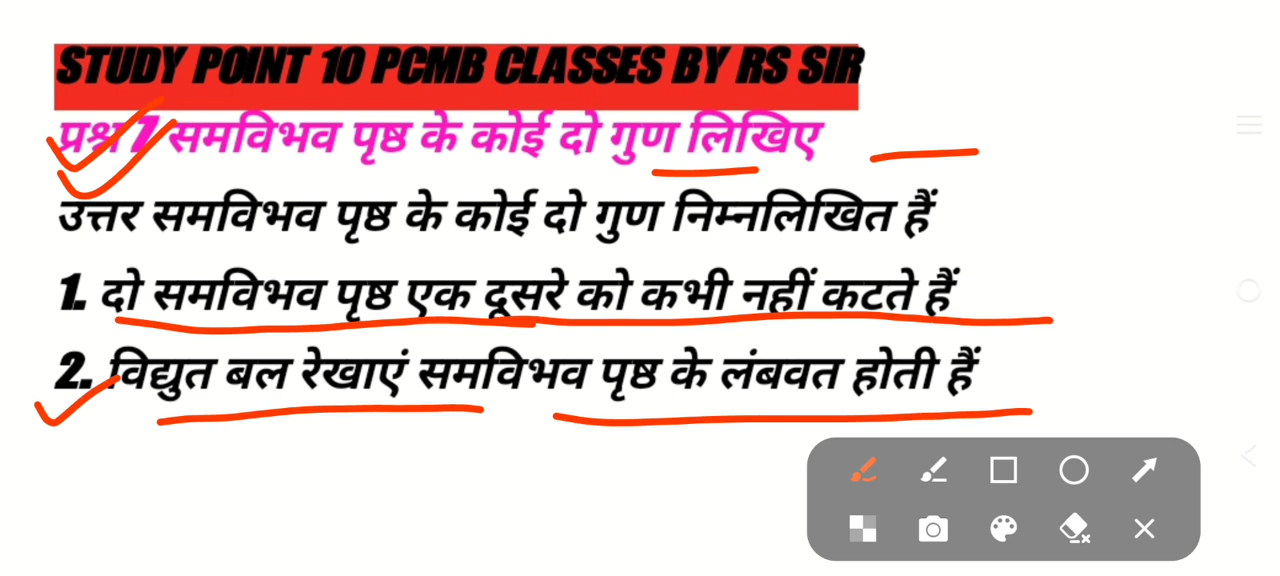 STUDY POINT 10 PCMB CLASSES BY RS SIR
प्रश्न 7 समविभव पृष्ठ के कोई दो गुण लिखिए
उत्तर समविभव पृष्ठ के कोई दो गुण निम्नलिखित हैं
1. दो समविभव पृष्ठ एक दूसरे को कभी नहीं कटते हैं
2. विद्युत बल रेखाएं समविभव पृष्ठ के लंबवत होती हैं